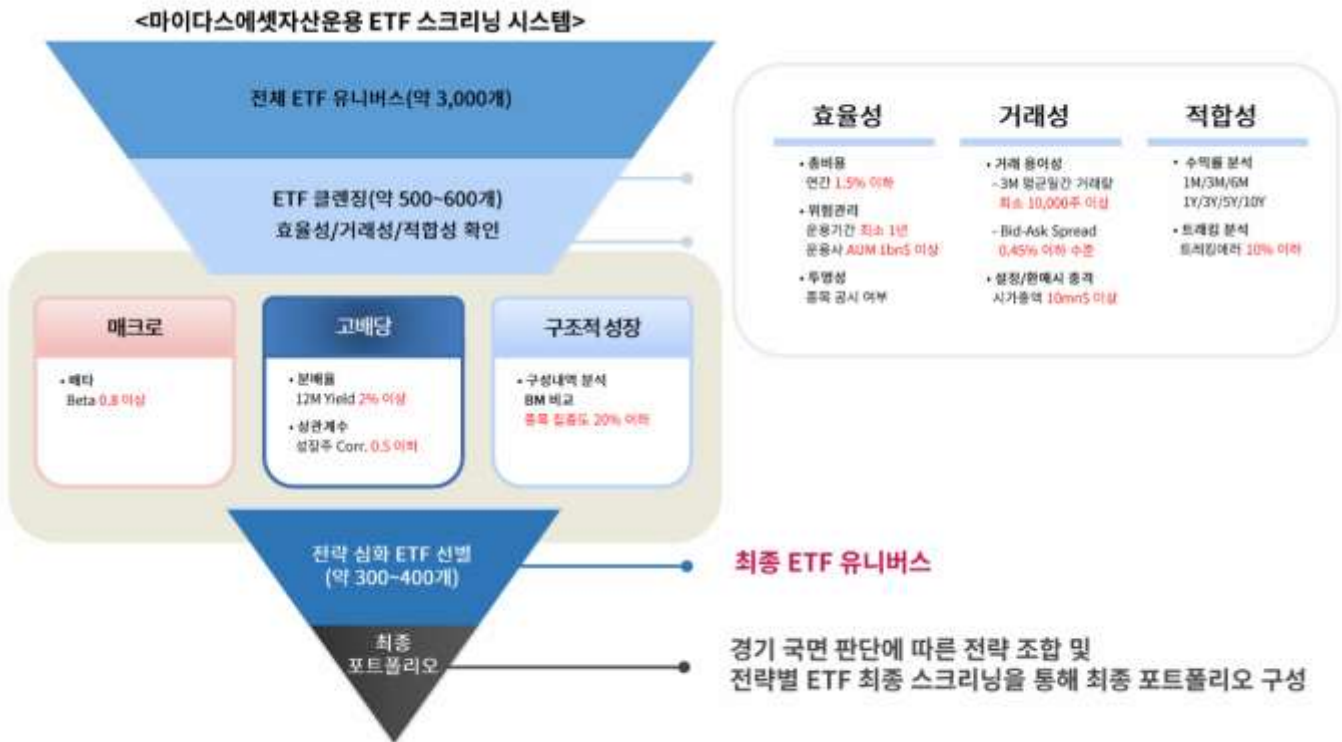 <마이다스에셋자산운용 ETF 스크리닝 시스템>
전체 ETF 유니버스(약 3,000개)
ETF 클렌징(약 500~600개)
효율성/거래성/적합성 확인
효율성
• 총비용
연간 1.5% 이하
• 위험관리
운용기간 최소 1년
운용사 AUM 1bn$ 이상
• 투명성
종목 공시 여부
거래성
• 거래 용이성
- 3M 평균일간 거래량
최소 10,000주 이상
- Bid-Ask Spread
0.45% 이하 수준
• 설정/환매시 충격
시가총액 10mn$ 이상
적합성
• 수익률 분석
1M/3M/6M
1Y/3Y/5Y/10Y
• 트래킹 분석
트래킹에러 10% 이하
매크로
• 베타
Beta 0.8 이상
고배당
• 분배율
12M Yield 2% 이상
• 상관계수
성장주 Corr. 0.5 이하
구조적 성장
• 구성내역 분석
BM 비교
종목 집중도 20% 이하
전략 심화 ETF 선별
(약 300~400개)
최종 ETF 유니버스
최종
포트폴리오
경기 국면 판단에 따른 전략 조합 및
전략별 ETF 최종 스크리닝을 통해 최종 포트폴리오 구성